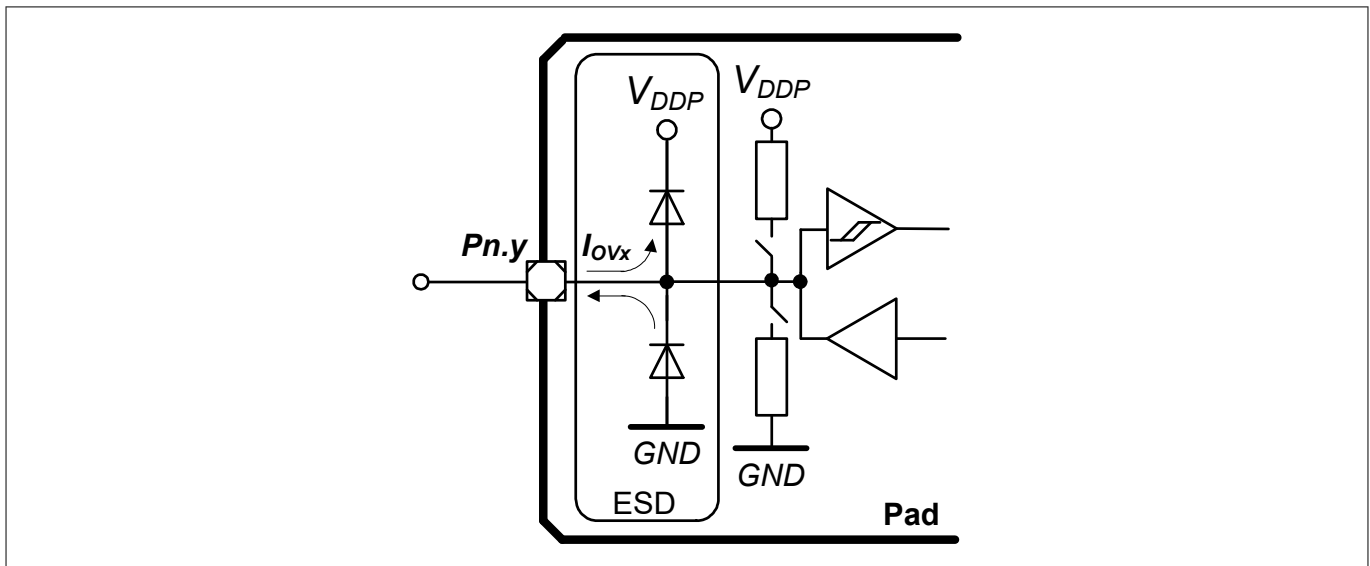 V_DDP V_DDP
Pn.y I_OVx
GND
GND
ESD
Pad